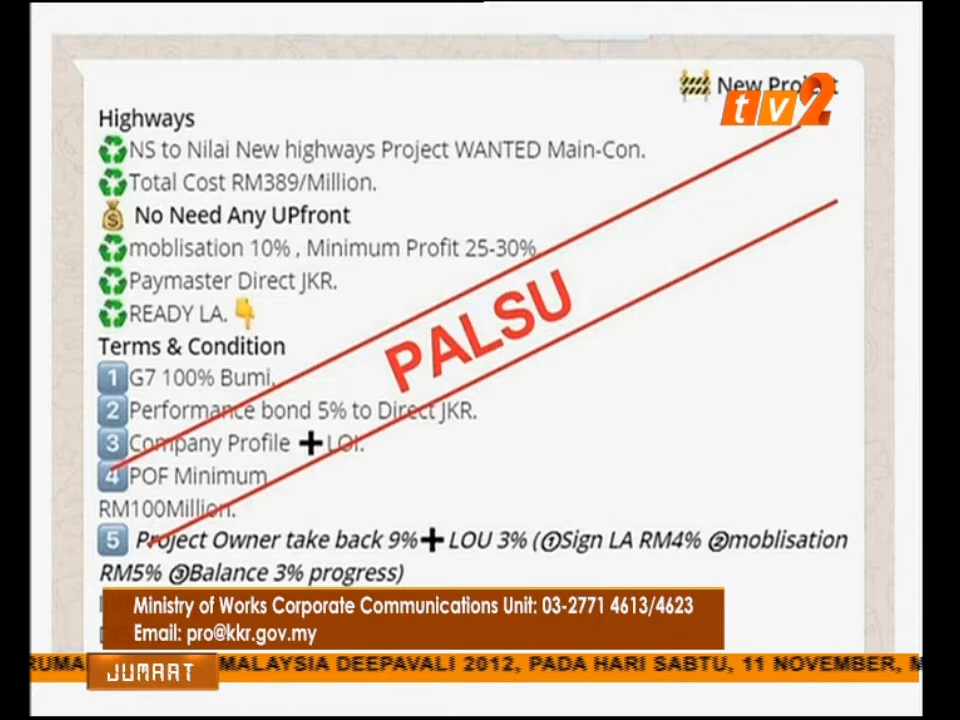 New Project
tv2
Highways
NS to Nilai New highways Project WANTED Main-Con.
Total Cost RM389/Million.
No Need Any UPfront
moblisation 10% , Minimum Profit 25-30%
Paymaster Direct JKR.
READY LA.
Terms & Condition
1 G7 100% Bumi.
2 Performance bond 5% to Direct JKR.
3 Company Profile ➕ LOI.
4 POF Minimum
RM100Million.
5 Project Owner take back 9%➕ LOU 3% (①Sign LA RM4% ②moblisation
RM5% ③Balance 3% progress)
PALSU
Ministry of Works Corporate Communications Unit: 03-2771 4613/4623
Email: pro@kkr.gov.my
JUMAAT
MALAYSIA DEEPAVALI 2012, PADA HARI SABTU, 11 NOVEMBER,